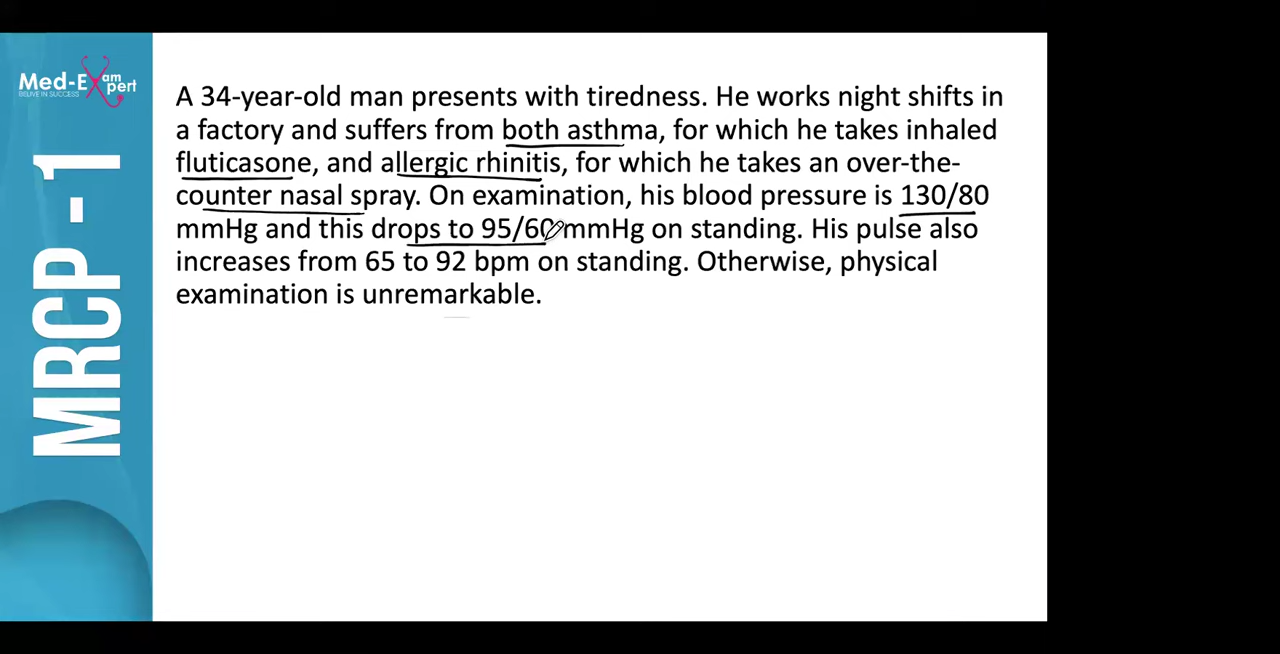 Med-Exam
pert
BELIVE IN SUCCESS
MRCP - 1
A 34-year-old man presents with tiredness. He works night shifts in
a factory and suffers from both asthma, for which he takes inhaled
fluticasone, and allergic rhinitis, for which he takes an over-the-
counter nasal spray. On examination, his blood pressure is 130/80
mmHg and this drops to 95/60 mmHg on standing. His pulse also
increases from 65 to 92 bpm on standing. Otherwise, physical
examination is unremarkable.